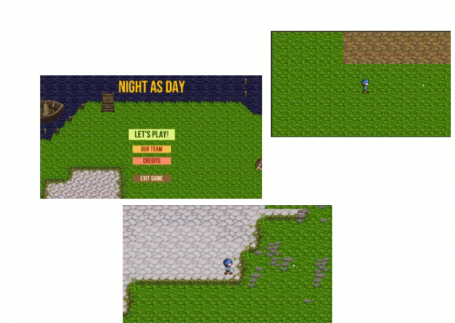 NIGHT AS DAY
LET'S PLAY!
OUR TEAM
CREDITS
EXIT GAME